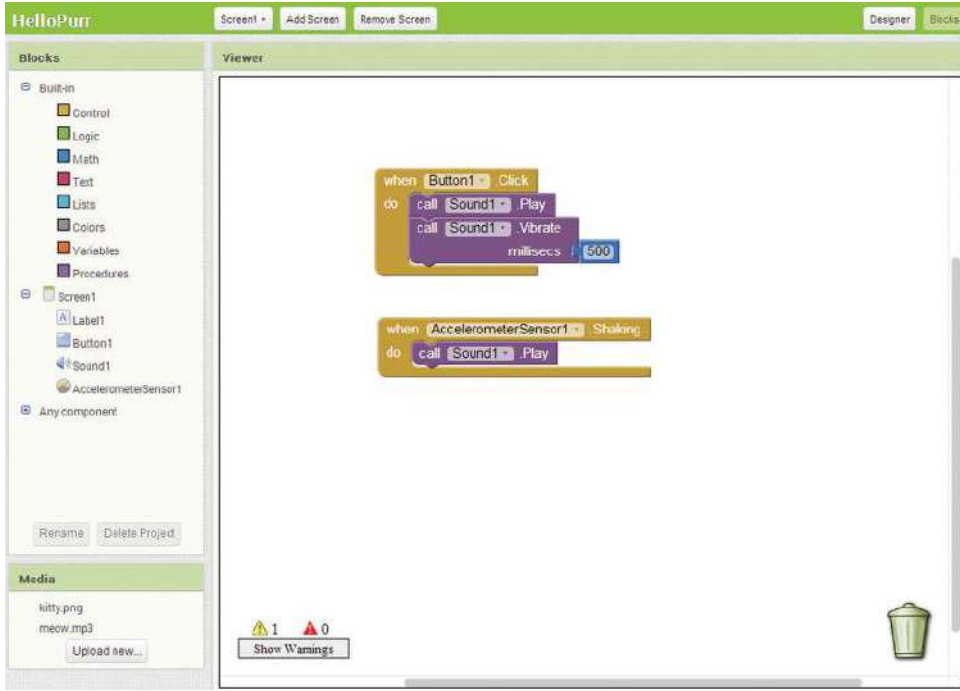 HelloPurr
Screen1 Add Screen Remove Screen Designer Blocks
Blocks
Built-in
Control
Logic
Math
Text
Lists
Colors
Variables
Procedures
Screen1
A Label1
Button1
Sound1
AccelerometerSensor1
Any component
Rename Delete Project
Media
kitty.png
meow.mp3
Upload new...
Viewer
when Button1 .Click
do call Sound1 .Play
call Sound1 .Vibrate
millisecs 500
when AccelerometerSensor1 .Shaking
do call Sound1 .Play
1 0
Show Warnings